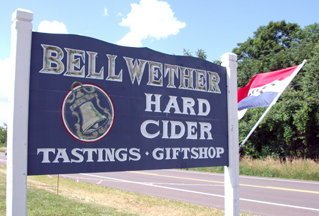 BELLWETHER
HARD
CIDER
TASTINGS · GIFTSHOP